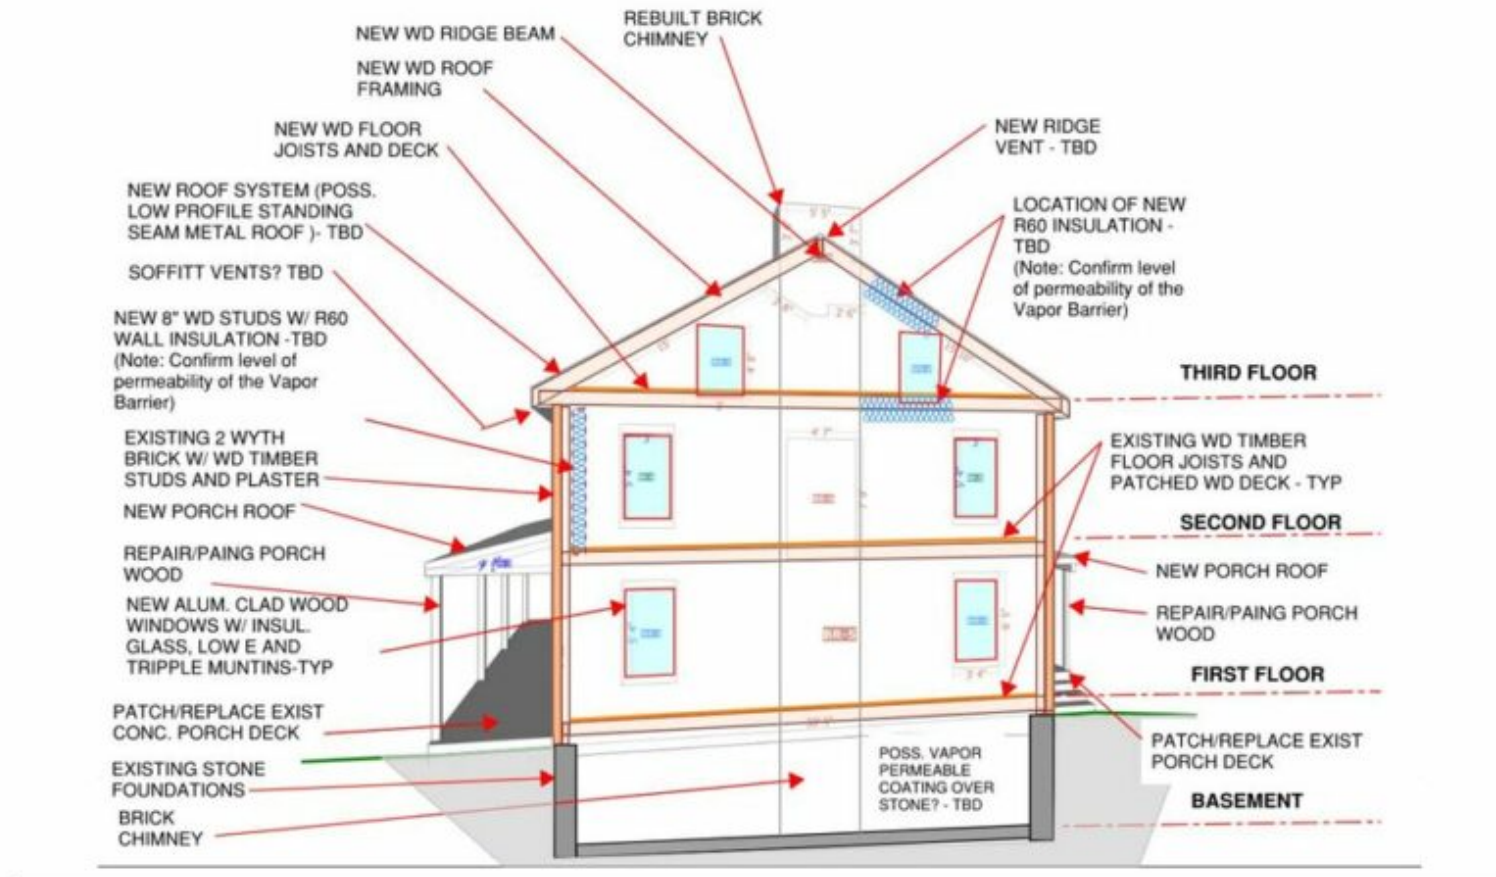 REBUILT BRICK
CHIMNEY
NEW WD RIDGE BEAM
NEW WD ROOF
FRAMING
NEW WD FLOOR
JOISTS AND DECK
NEW ROOF SYSTEM (POSS.
LOW PROFILE STANDING
SEAM METAL ROOF )- TBD
SOFFITT VENTS? TBD
NEW 8" WD STUDS W/ R60
WALL INSULATION -TBD
(Note: Confirm level of
permeability of the Vapor
Barrier)
EXISTING 2 WYTH
BRICK W/ WD TIMBER
STUDS AND PLASTER
NEW PORCH ROOF
REPAIR/PAING PORCH
WOOD
NEW ALUM. CLAD WOOD
WINDOWS W/ INSUL.
GLASS, LOW E AND
TRIPPLE MUNTINS-TYP
PATCH/REPLACE EXIST
CONC. PORCH DECK
EXISTING STONE
FOUNDATIONS
BRICK
CHIMNEY
NEW RIDGE
VENT - TBD
LOCATION OF NEW
R60 INSULATION -
TBD
(Note: Confirm level
of permeability of the
Vapor Barrier)
THIRD FLOOR
EXISTING WD TIMBER
FLOOR JOISTS AND
PATCHED WD DECK - TYP
SECOND FLOOR
NEW PORCH ROOF
REPAIR/PAING PORCH
WOOD
FIRST FLOOR
PATCH/REPLACE EXIST
PORCH DECK
BASEMENT
POSS. VAPOR
PERMEABLE
COATING OVER
STONE? - TBD